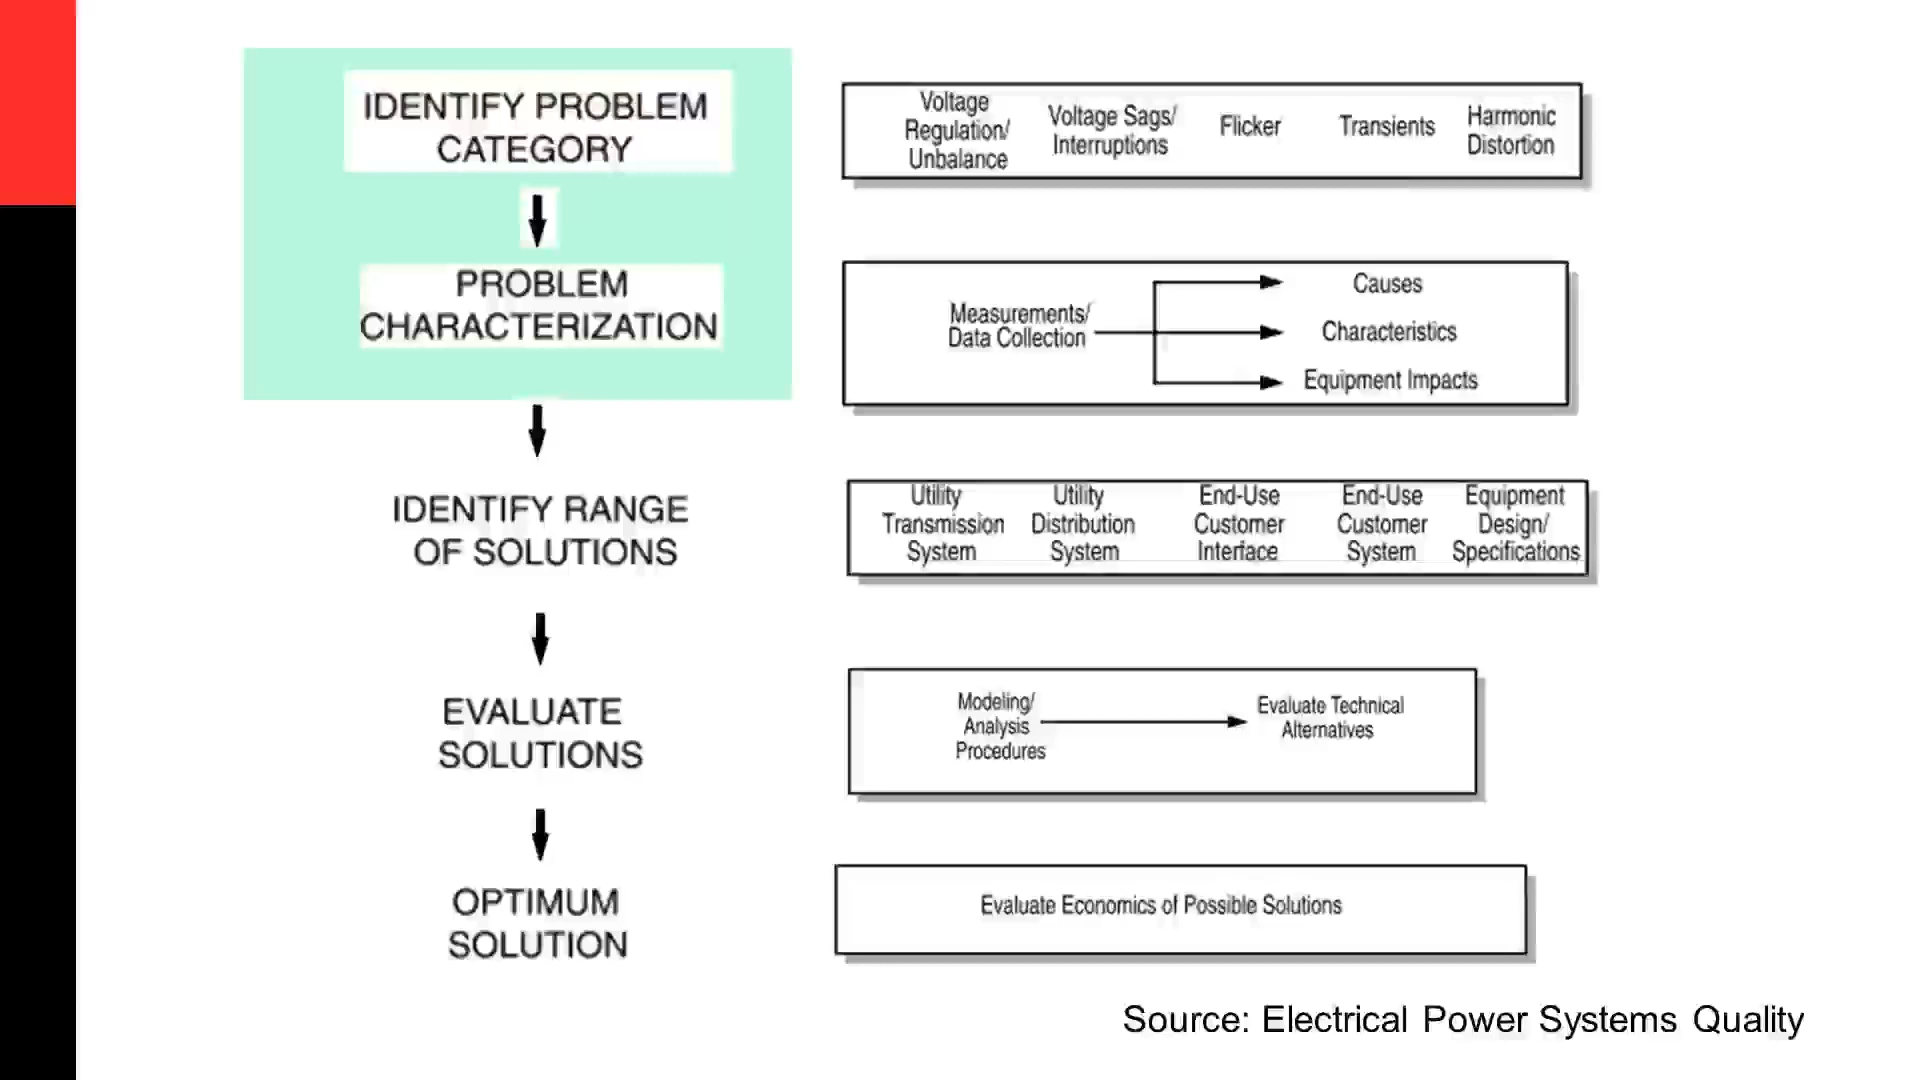 IDENTIFY PROBLEM
CATEGORY
Voltage
Regulation/
Unbalance
Voltage Sags/
Interruptions
Flicker
Transients
Harmonic
Distortion
PROBLEM
CHARACTERIZATION
Measurements/
Data Collection
Causes
Characteristics
Equipment Impacts
IDENTIFY RANGE
OF SOLUTIONS
Utility
Transmission
System
Utility
Distribution
System
End-Use
Customer
Interface
End-Use
Customer
System
Equipment
Design/
Specifications
EVALUATE
SOLUTIONS
Modeling/
Analysis
Procedures
Evaluate Technical
Alternatives
OPTIMUM
SOLUTION
Evaluate Economics of Possible Solutions
Source: Electrical Power Systems Quality